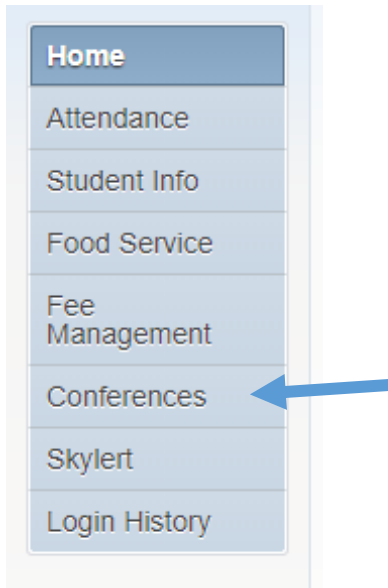 Home
Attendance
Student Info
Food Service
Fee
Management
Conferences
Skylert
Login History